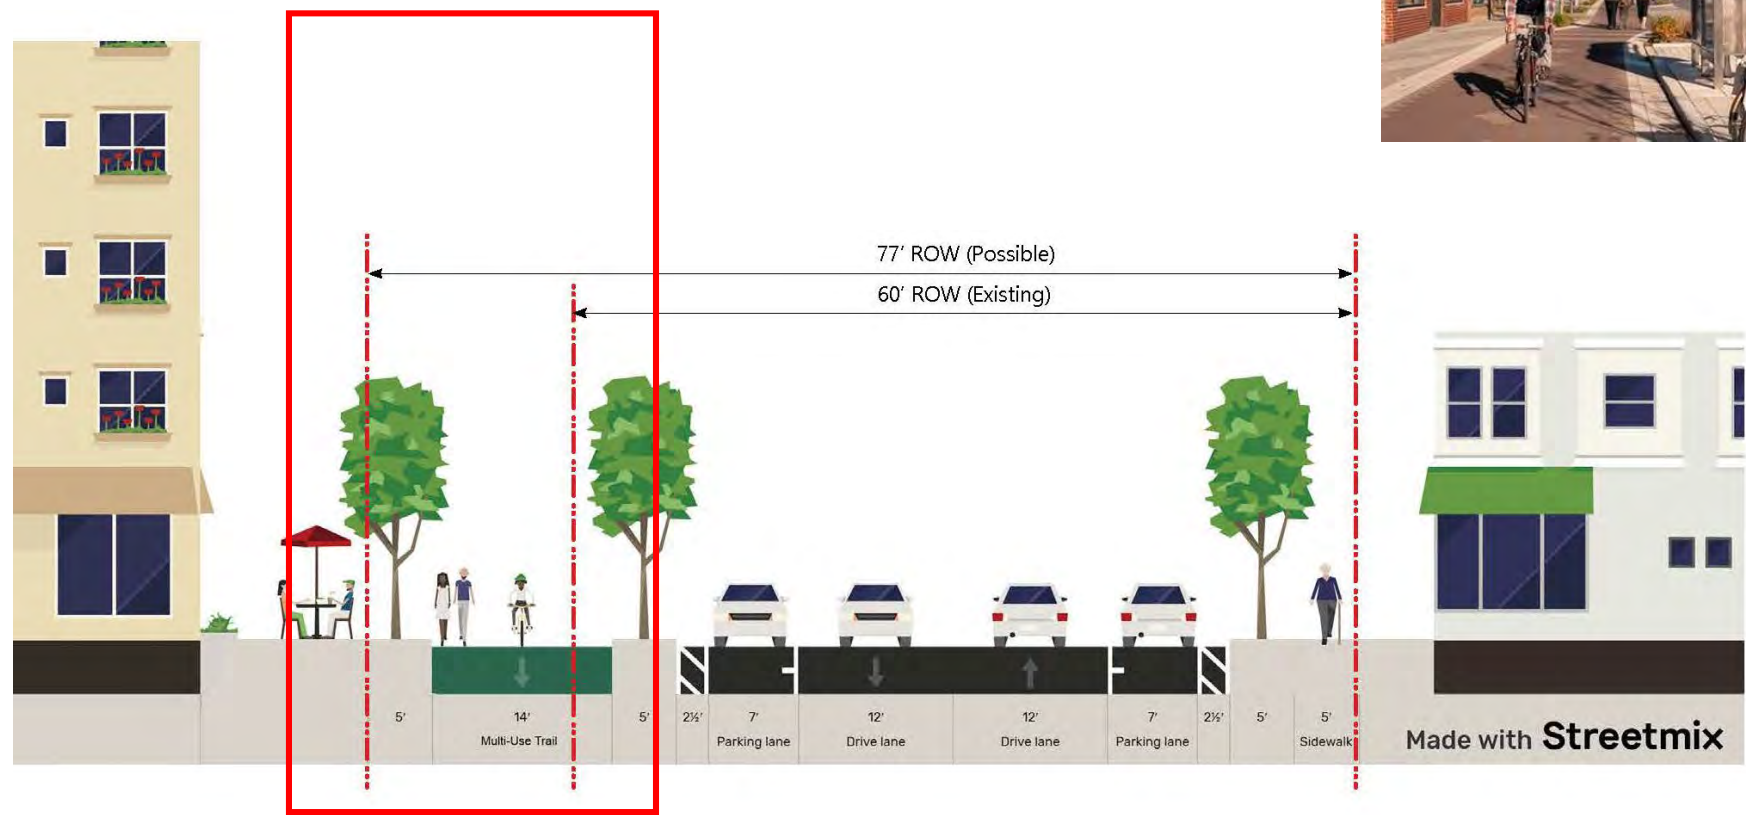 77' ROW (Possible)
60' ROW (Existing)
5' 14' 5' 2½' 7' 12' 12' 7' 2½' 5' 5'
Multi-Use Trail Parking lane Drive lane Drive lane Parking lane Sidewalk
Made with Streetmix